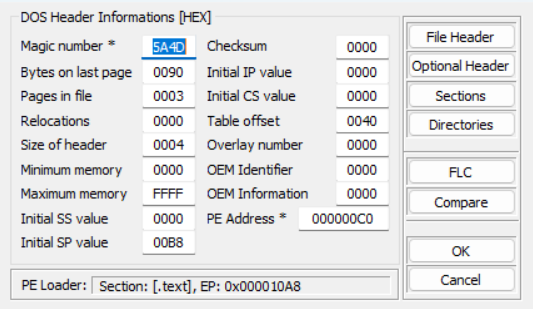 DOS Header Informations [HEX]
Magic number * 5A4D Checksum 0000
Bytes on last page 0090 Initial IP value 0000
Pages in file 0003 Initial CS value 0000
Relocations 0000 Table offset 0040
Size of header 0004 Overlay number 0000
Minimum memory 0000 OEM Identifier 0000
Maximum memory FFFF OEM Information 0000
Initial SS value 0000 PE Address * 000000C0
Initial SP value 00B8
PE Loader: Section: [.text], EP: 0x000010A8
File Header
Optional Header
Sections
Directories
FLC
Compare
OK
Cancel